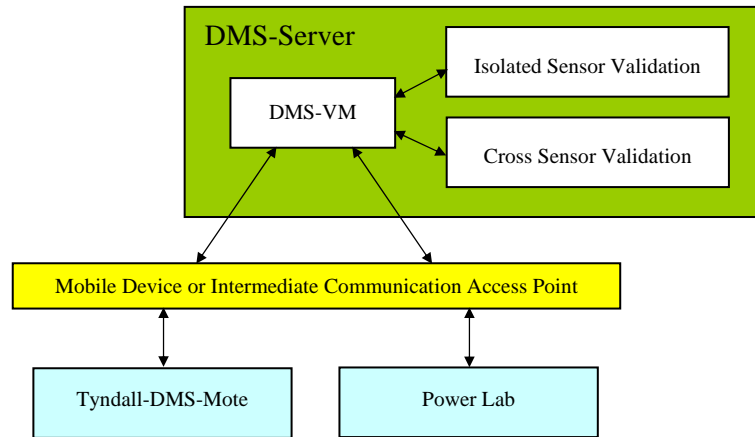 DMS-Server
Isolated Sensor Validation
DMS-VM
Cross Sensor Validation
Mobile Device or Intermediate Communication Access Point
Tyndall-DMS-Mote
Power Lab